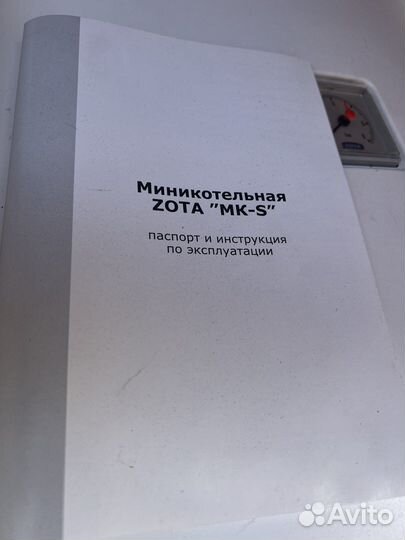 Миникотельная
ZOTA "MK-S"
паспорт и инструкция
по эксплуатации
Avito